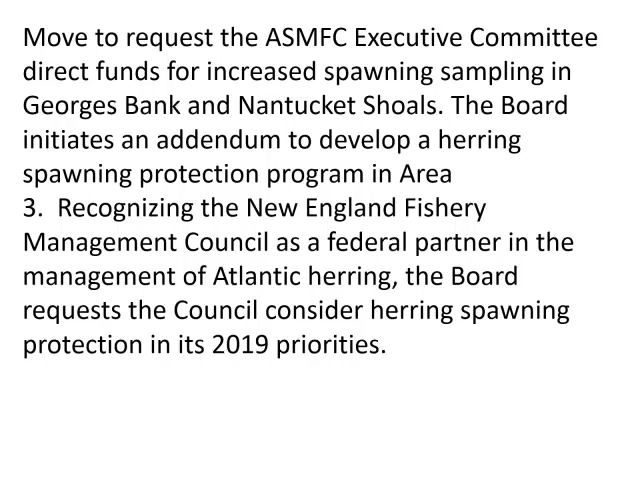 Move to request the ASMFC Executive Committee
direct funds for increased spawning sampling in
Georges Bank and Nantucket Shoals. The Board
initiates an addendum to develop a herring
spawning protection program in Area
3.  Recognizing the New England Fishery
Management Council as a federal partner in the
management of Atlantic herring, the Board
requests the Council consider herring spawning
protection in its 2019 priorities.